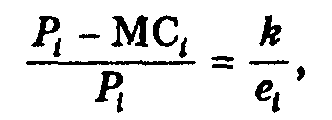 (P_i − MC_i) / P_i = k / e_i,